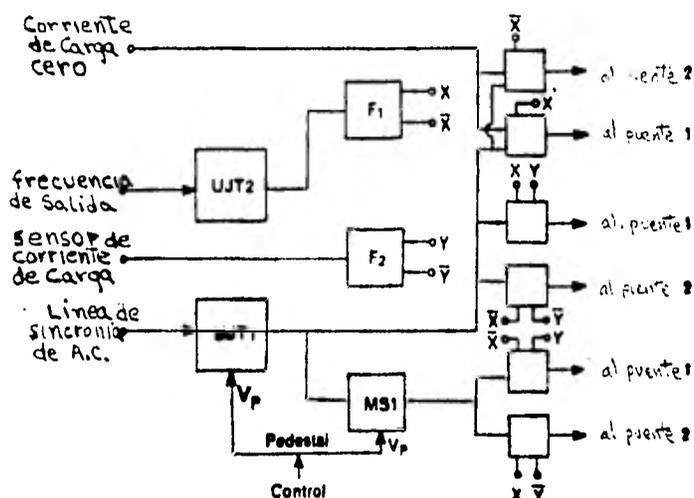 Corriente
de Carga
cero
X̅
al puente 2
X
X
F1
X̅
al puente 1
X Y
frecuencia
de Salida
UJT2
al puente 1
Sensor de
corriente
de Carga
F2
Y
Y̅
al puente 2
Linea de
sincronia
de A.C.
UJT1
X̅ Y̅
X̅ Y
al puente 1
VP
MS1
VP
Pedestal
al puente 2
Control
X Y̅